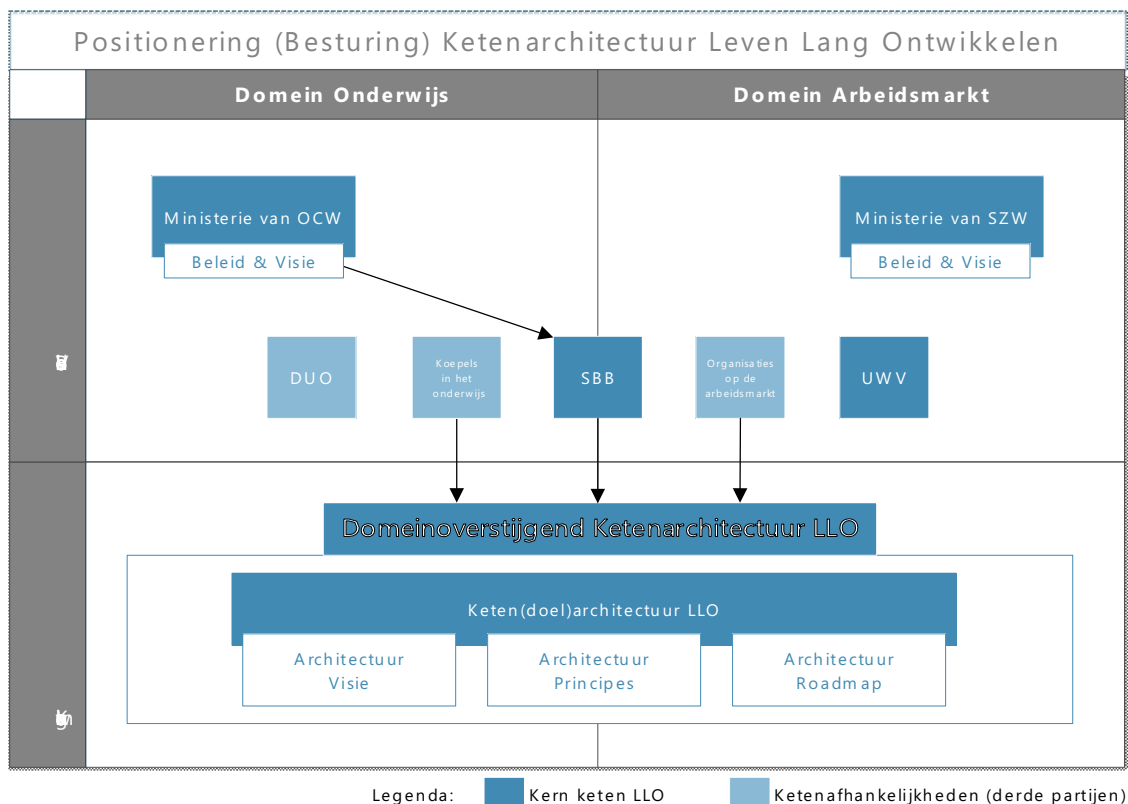 Positionering (Besturing) Ketenarchitectuur Leven Lang Ontwikkelen
Domein Onderwijs
Domein Arbeidsmarkt
Ministerie van OCW
Beleid & Visie
Ministerie van SZW
Beleid & Visie
DUO
Koepels
in het
onderwijs
SBB
Organisaties
op de
arbeidsmarkt
UWV
Domeinoverstijgend Ketenarchitectuur LLO
Keten(doel)architectuur LLO
Architectuur
Visie
Architectuur
Principes
Architectuur
Roadmap
Legenda:
Kern keten LLO
Ketenafhankelijkheden (derde partijen)